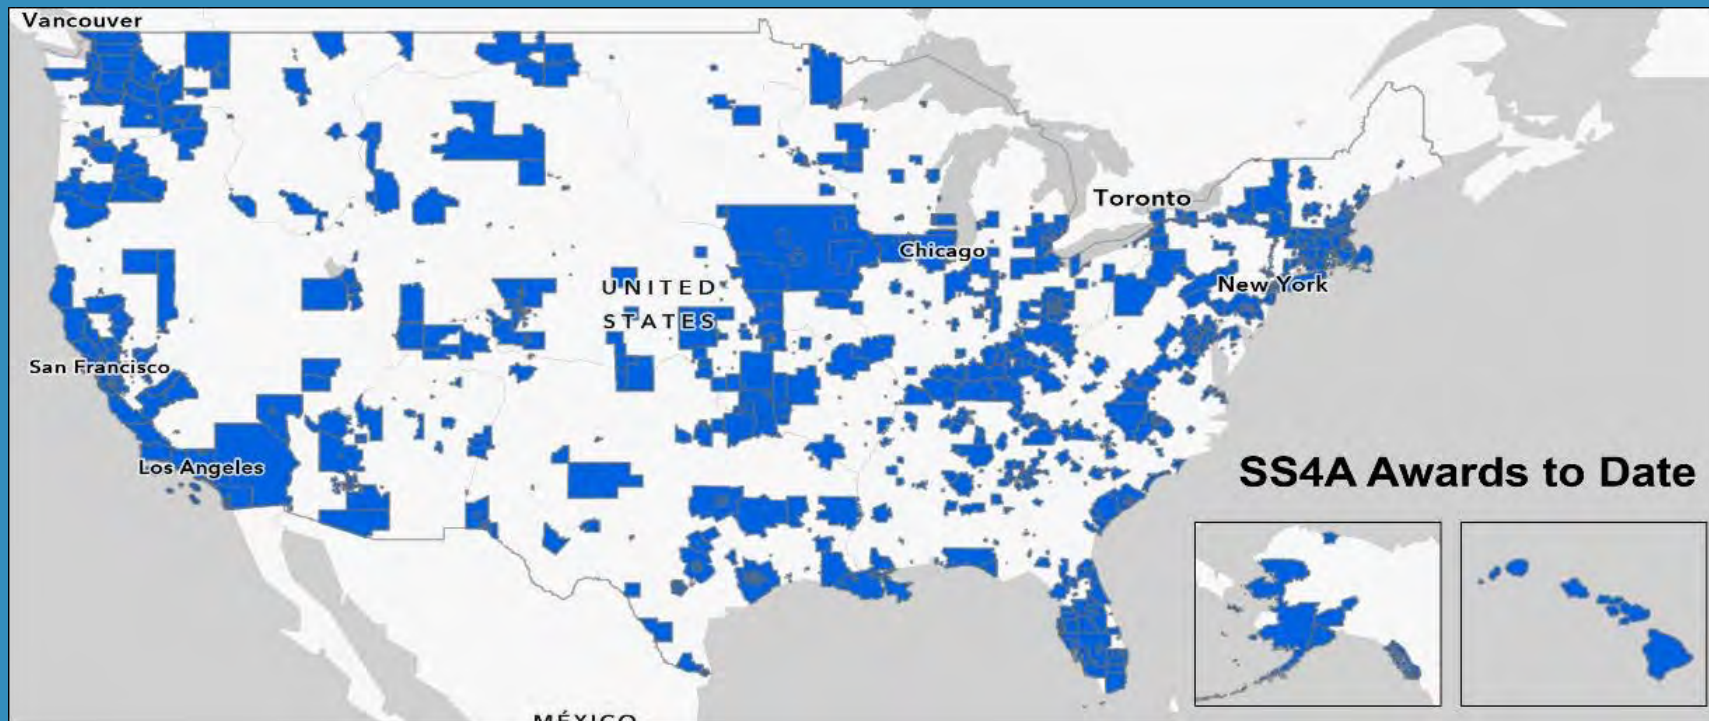 Vancouver
Toronto
Chicago
UNITED
STATES
New York
San Francisco
Los Angeles
SS4A Awards to Date
MÉXICO